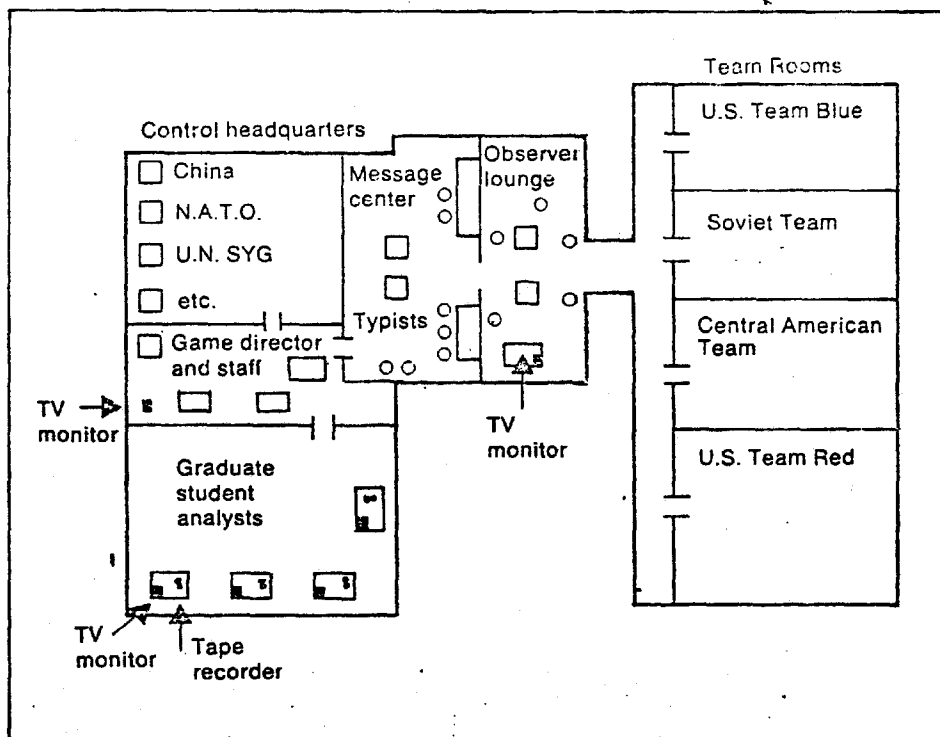 Team Rooms
U.S. Team Blue
Control headquarters
China
Message
center
Observer
lounge
N.A.T.O.
Soviet Team
U.N. SYG
etc.
Typists
Central American
Team
Game director
and staff
TV
monitor
TV
monitor
U.S. Team Red
Graduate
student
analysts
TV
monitor
Tape
recorder